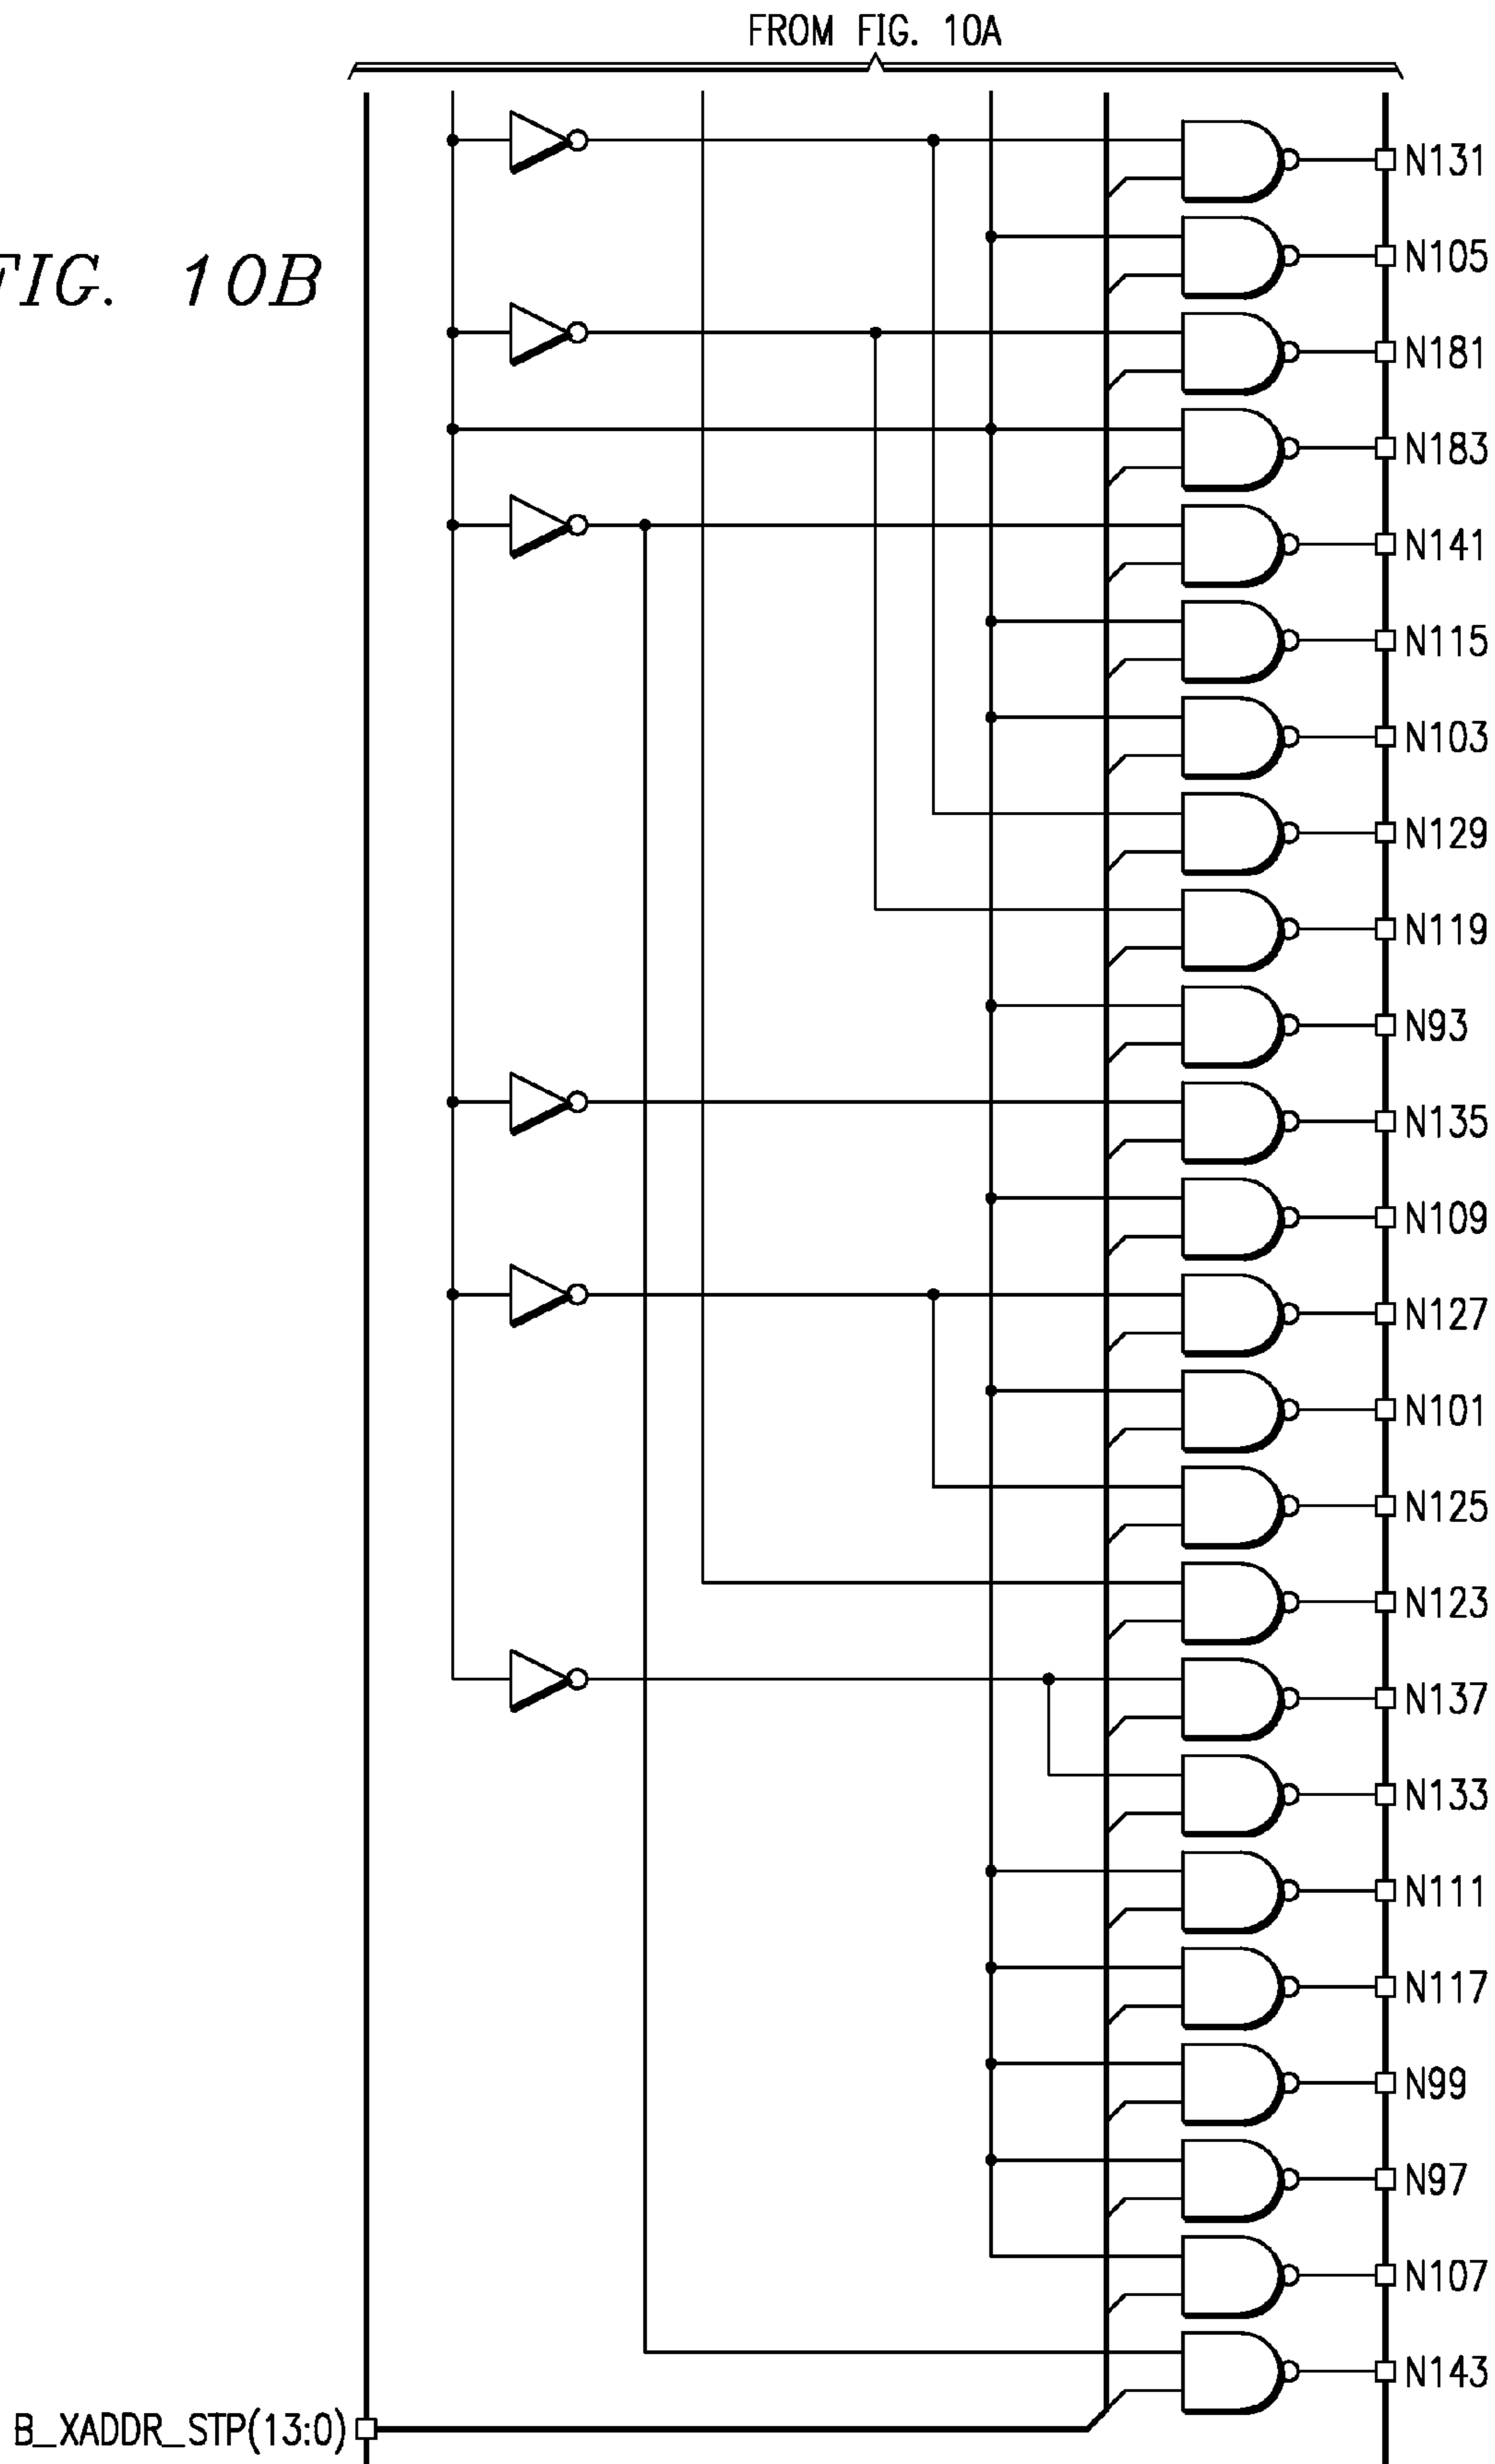 FROM FIG. 10A
FIG. 10B
N131
N105
N181
N183
N141
N115
N103
N129
N119
N93
N135
N109
N127
N101
N125
N123
N137
N133
N111
N117
N99
N97
N107
N143
B_XADDR_STP(13:0)